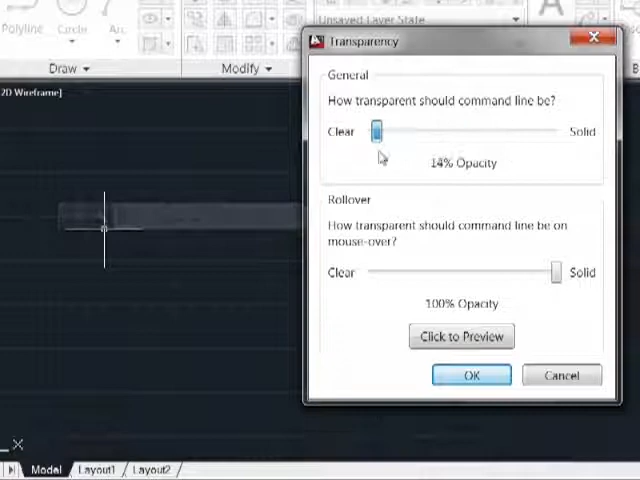 Polyline
Circle
Arc
Unsaved Layer State
Draw
Modify
2D Wireframe]
Transparency
General
How transparent should command line be?
Clear
Solid
14% Opacity
Rollover
How transparent should command line be on
mouse-over?
Clear
Solid
100% Opacity
Click to Preview
OK
Cancel
X
Model
Layout1
Layout2